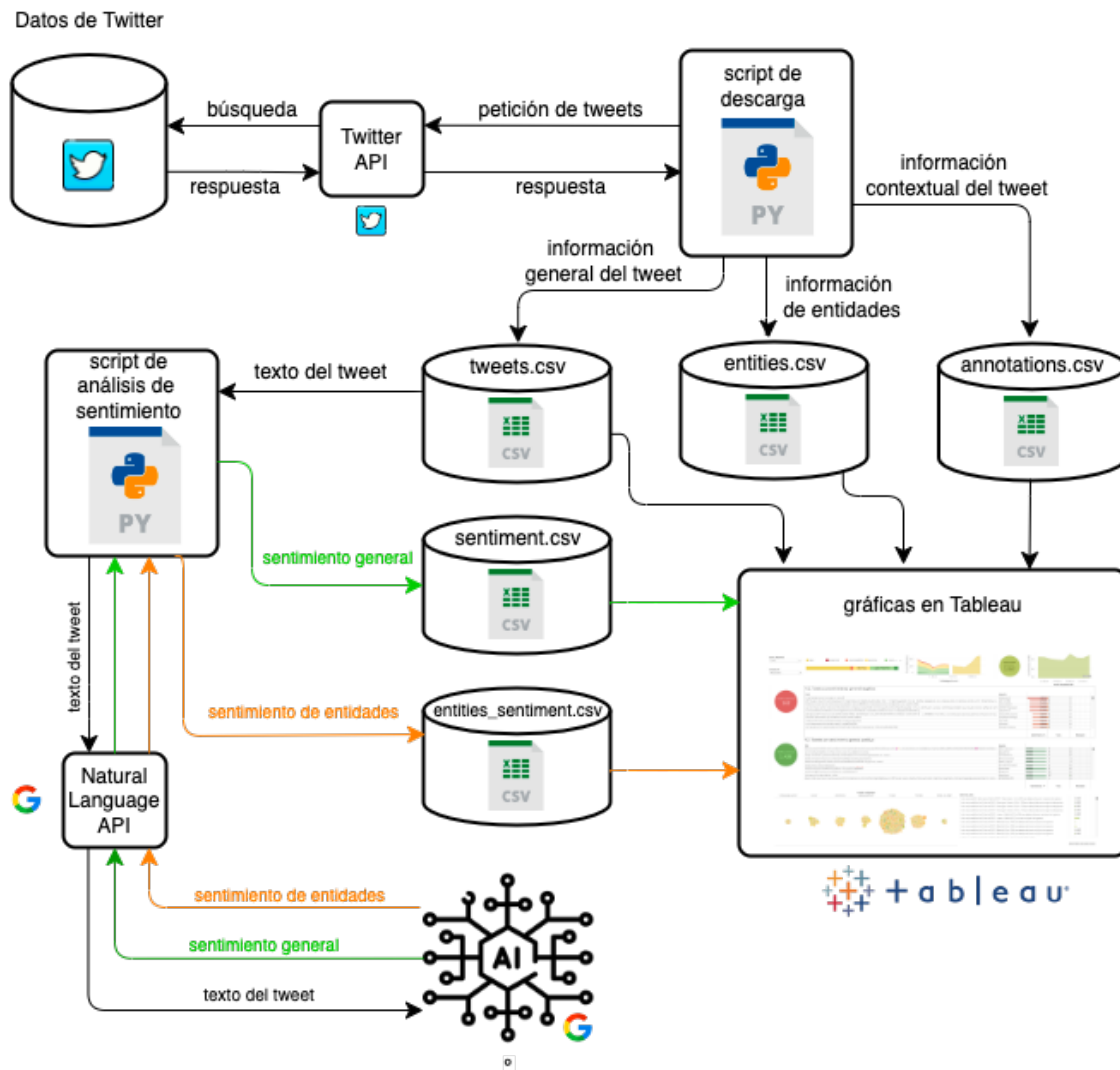 Datos de Twitter
búsqueda
respuesta
Twitter
API
petición de tweets
respuesta
script de
descarga
PY
información
contextual del tweet
información
general del tweet
información
de entidades
script de
análisis de
sentimiento
PY
texto del tweet
tweets.csv
CSV
entities.csv
CSV
annotations.csv
CSV
sentimiento general
sentiment.csv
CSV
gráficas en Tableau
texto del tweet
sentimiento de entidades
entities_sentiment.csv
CSV
Natural
Language
API
G
tableau
sentimiento de entidades
sentimiento general
AI
texto del tweet
G